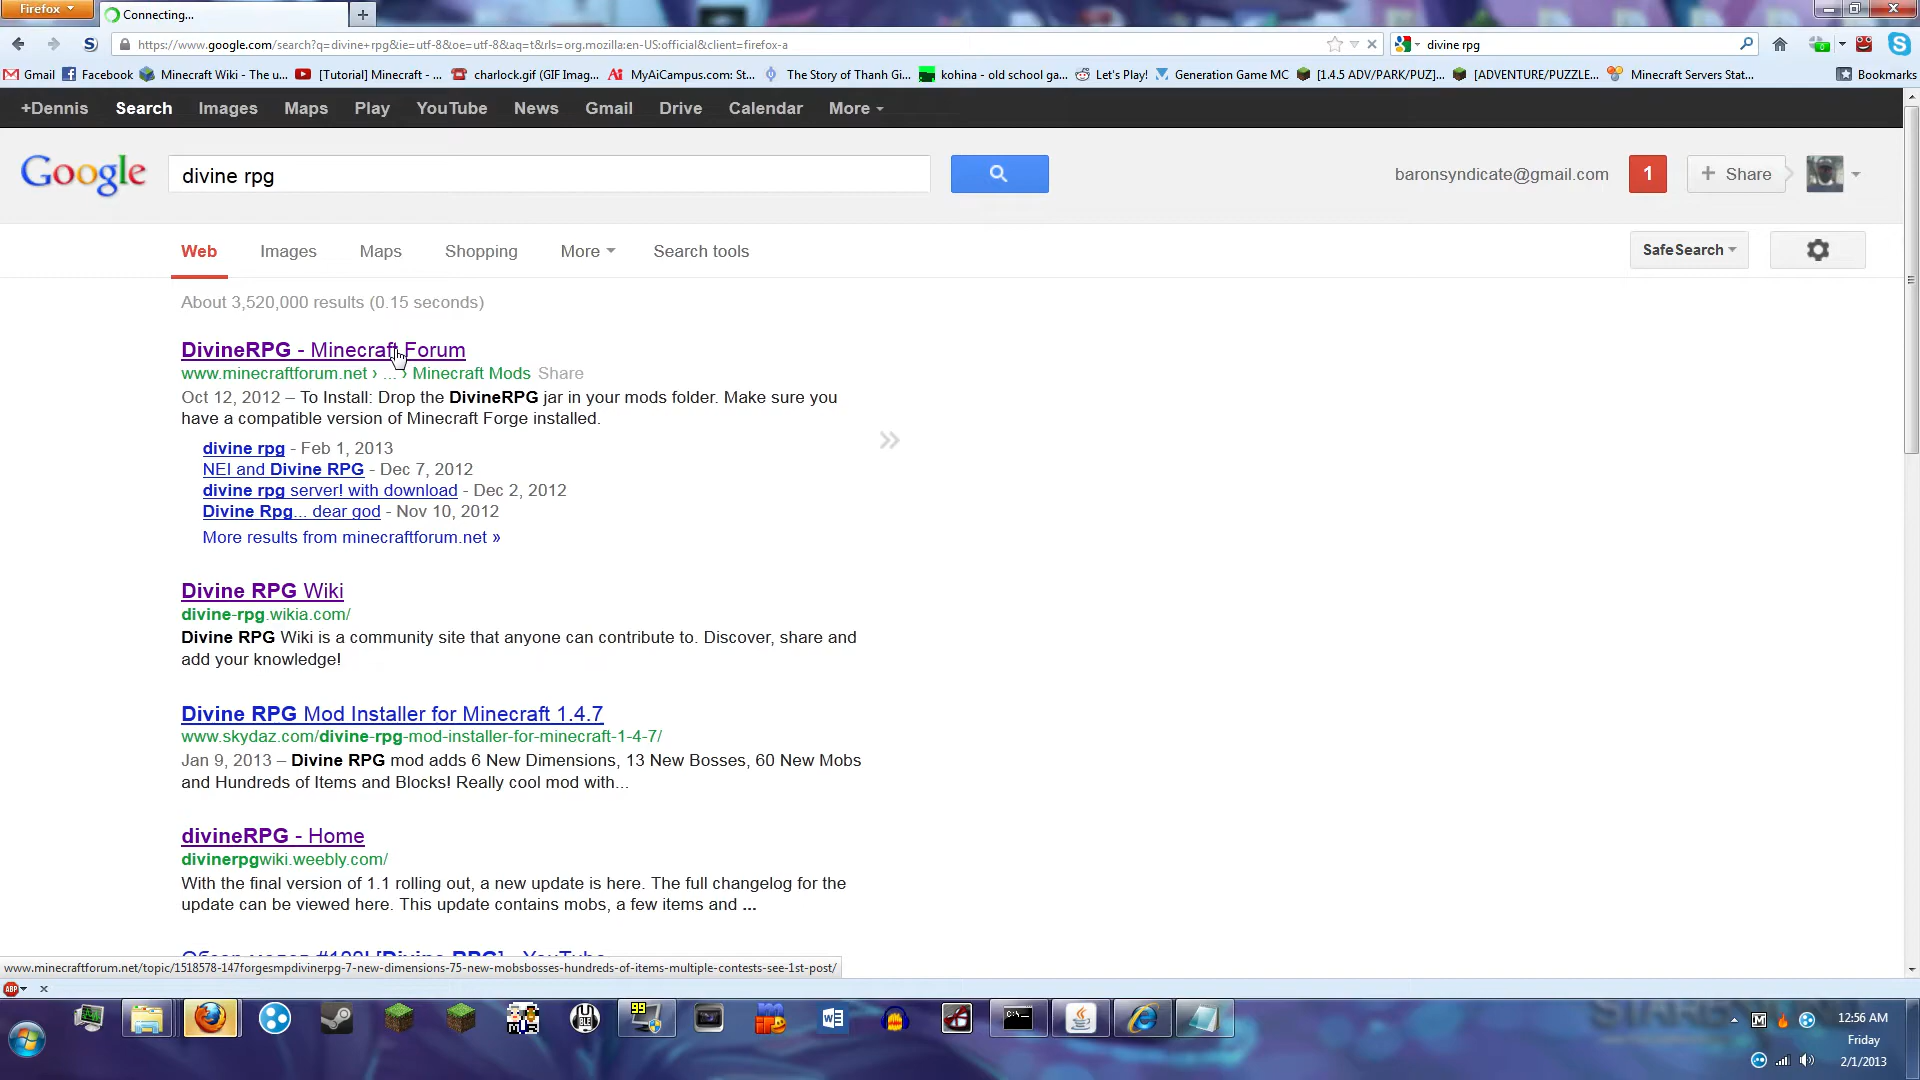 Firefox
Connecting...
https://www.google.com/search?q=divine+rpg&ie=utf-8&oe=utf-8&aq=t&rls=org.mozilla:en-US:official&client=firefox-a
divine rpg
Gmail Facebook Minecraft Wiki - The u... [Tutorial] Minecraft - ... charlock.gif (GIF Imag... MyAiCampus.com: St... The Story of Thanh Gi... kohina - old school ga... Let's Play! Generation Game MC [1.4.5 ADV/PARK/PUZ]... [ADVENTURE/PUZZLE... Minecraft Servers Stat... Bookmarks
+Dennis Search Images Maps Play YouTube News Gmail Drive Calendar More
Google divine rpg baronsyndicate@gmail.com 1 + Share
Web Images Maps Shopping More Search tools SafeSearch
About 3,520,000 results (0.15 seconds)
DivineRPG - Minecraft Forum
www.minecraftforum.net › ... › Minecraft Mods Share
Oct 12, 2012 – To Install: Drop the DivineRPG jar in your mods folder. Make sure you
have a compatible version of Minecraft Forge installed.
divine rpg - Feb 1, 2013
NEI and Divine RPG - Dec 7, 2012
divine rpg server! with download - Dec 2, 2012
Divine Rpg... dear god - Nov 10, 2012
More results from minecraftforum.net »
Divine RPG Wiki
divine-rpg.wikia.com/
Divine RPG Wiki is a community site that anyone can contribute to. Discover, share and
add your knowledge!
Divine RPG Mod Installer for Minecraft 1.4.7
www.skydaz.com/divine-rpg-mod-installer-for-minecraft-1-4-7/
Jan 9, 2013 – Divine RPG mod adds 6 New Dimensions, 13 New Bosses, 60 New Mobs
and Hundreds of Items and Blocks! Really cool mod with...
divineRPG - Home
divinerpgwiki.weebly.com/
With the final version of 1.1 rolling out, a new update is here. The full changelog for the
update can be viewed here. This update contains mobs, a few items and ...
Обзор модов #109! [Divine RPG] - YouTube
www.minecraftforum.net/topic/1518578-147forgesmpdivinerpg-7-new-dimensions-75-new-mobsbosses-hundreds-of-items-multiple-contests-see-1st-post/
ABP
99
C:\
12:56 AM
Friday
2/1/2013